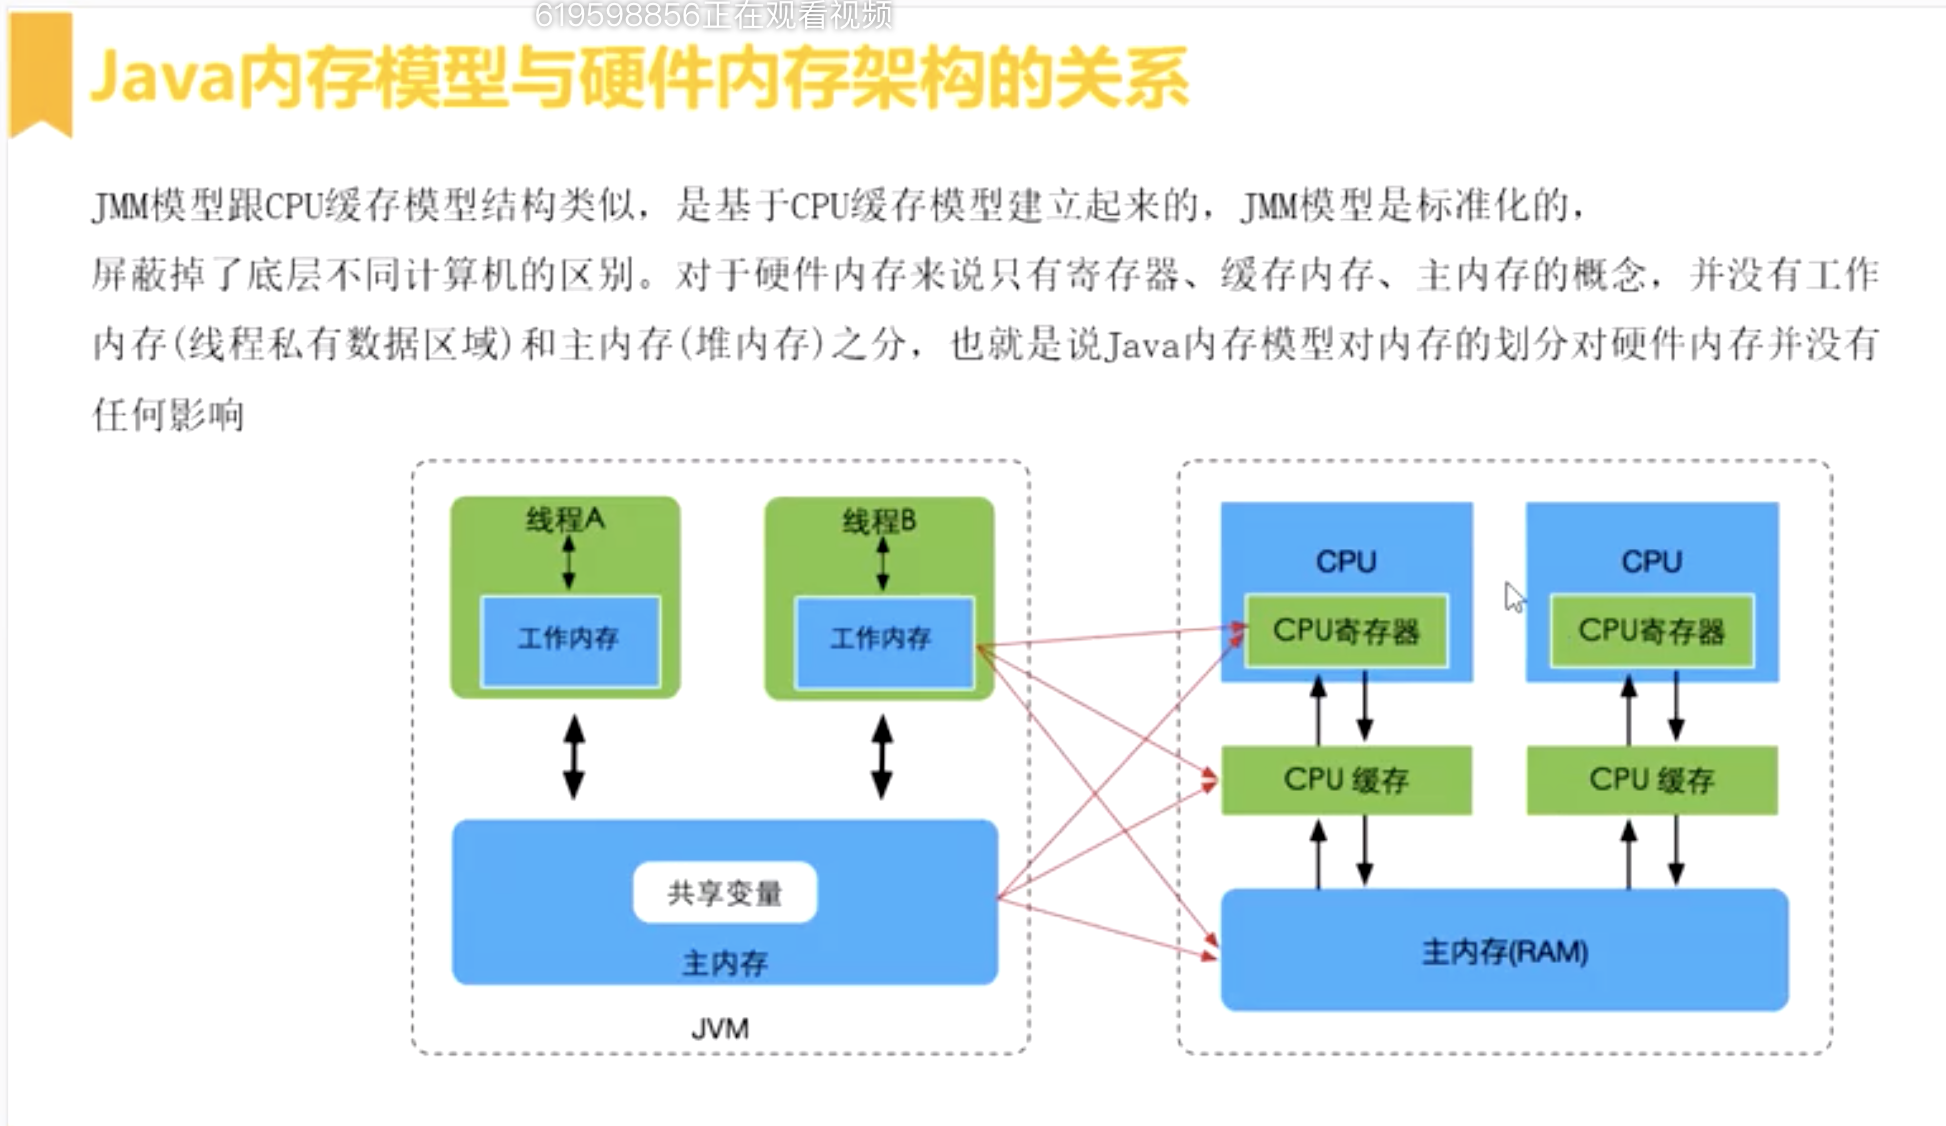 619598856正在观看视频
Java内存模型与硬件内存架构的关系
JMM模型跟CPU缓存模型结构类似，是基于CPU缓存模型建立起来的，JMM模型是标准化的，
屏蔽掉了底层不同计算机的区别。对于硬件内存来说只有寄存器、缓存内存、主内存的概念，并没有工作
内存(线程私有数据区域)和主内存(堆内存)之分，也就是说Java内存模型对内存的划分对硬件内存并没有
任何影响
线程A
线程B
工作内存
工作内存
共享变量
主内存
JVM
CPU
CPU
CPU寄存器
CPU寄存器
CPU 缓存
CPU 缓存
主内存(RAM)